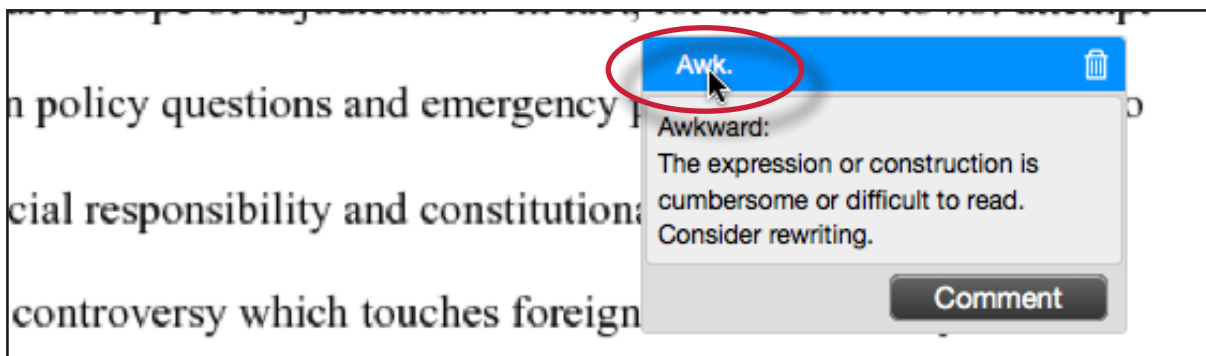 Awk.
n policy questions and emergency
Awkward:
The expression or construction is
cial responsibility and constitutiona
cumbersome or difficult to read.
Consider rewriting.
controversy which touches foreign
Comment